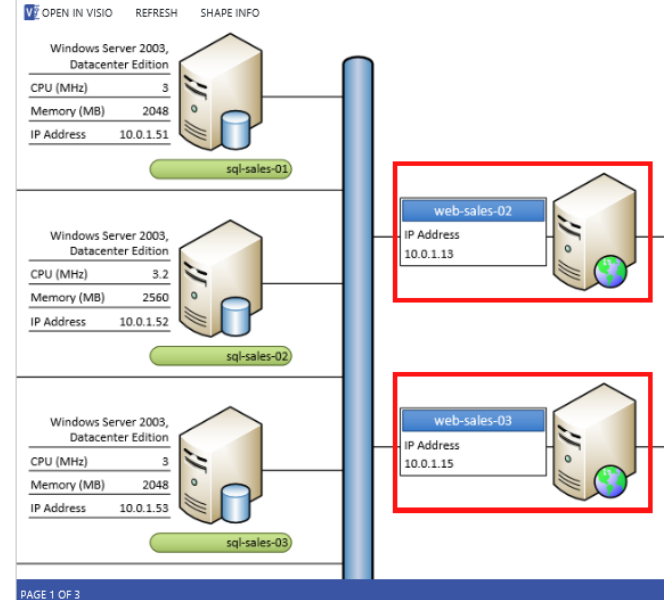 OPEN IN VISIO REFRESH SHAPE INFO
Windows Server 2003,
Datacenter Edition
CPU (MHz) 3
Memory (MB) 2048
IP Address 10.0.1.51
sql-sales-01
web-sales-02
IP Address
10.0.1.13
Windows Server 2003,
Datacenter Edition
CPU (MHz) 3.2
Memory (MB) 2560
IP Address 10.0.1.52
sql-sales-02
web-sales-03
IP Address
10.0.1.15
Windows Server 2003,
Datacenter Edition
CPU (MHz) 3
Memory (MB) 2048
IP Address 10.0.1.53
sql-sales-03
PAGE 1 OF 3